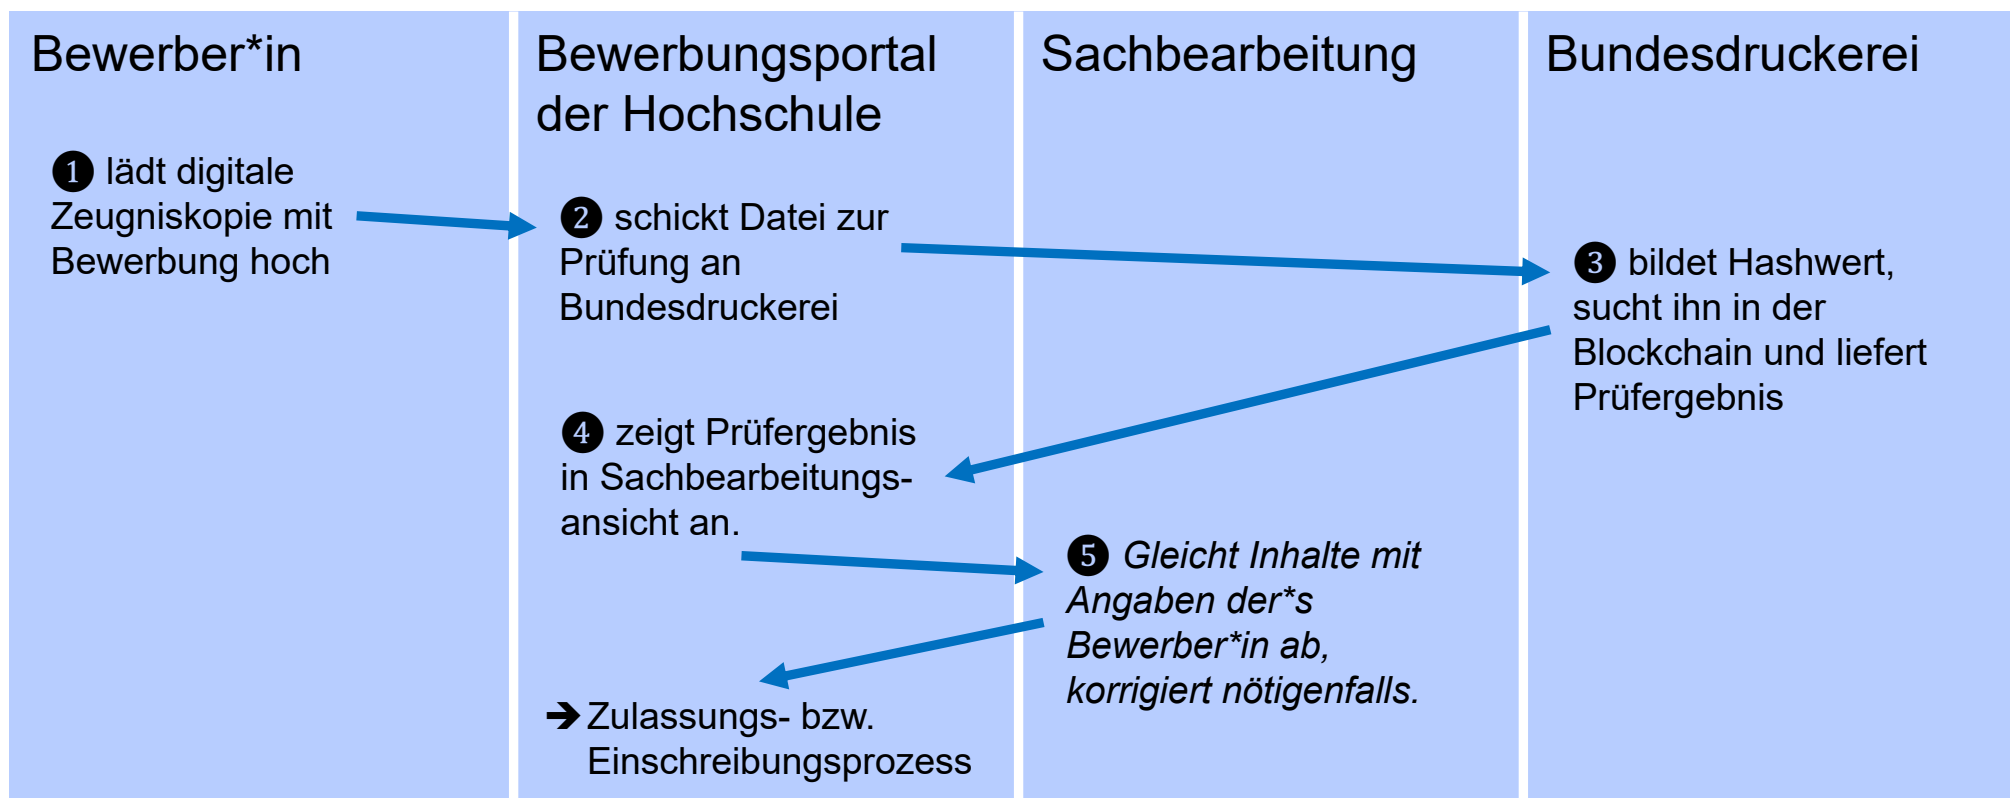 Bewerber*in
❶ lädt digitale
Zeugniskopie mit
Bewerbung hoch
Bewerbungsportal
der Hochschule
❷ schickt Datei zur
Prüfung an
Bundesdruckerei
❹ zeigt Prüfergebnis
in Sachbearbeitungs-
ansicht an.
➔ Zulassungs- bzw.
Einschreibungsprozess
Sachbearbeitung
❺ Gleicht Inhalte mit
Angaben der*s
Bewerber*in ab,
korrigiert nötigenfalls.
Bundesdruckerei
❸ bildet Hashwert,
sucht ihn in der
Blockchain und liefert
Prüfergebnis